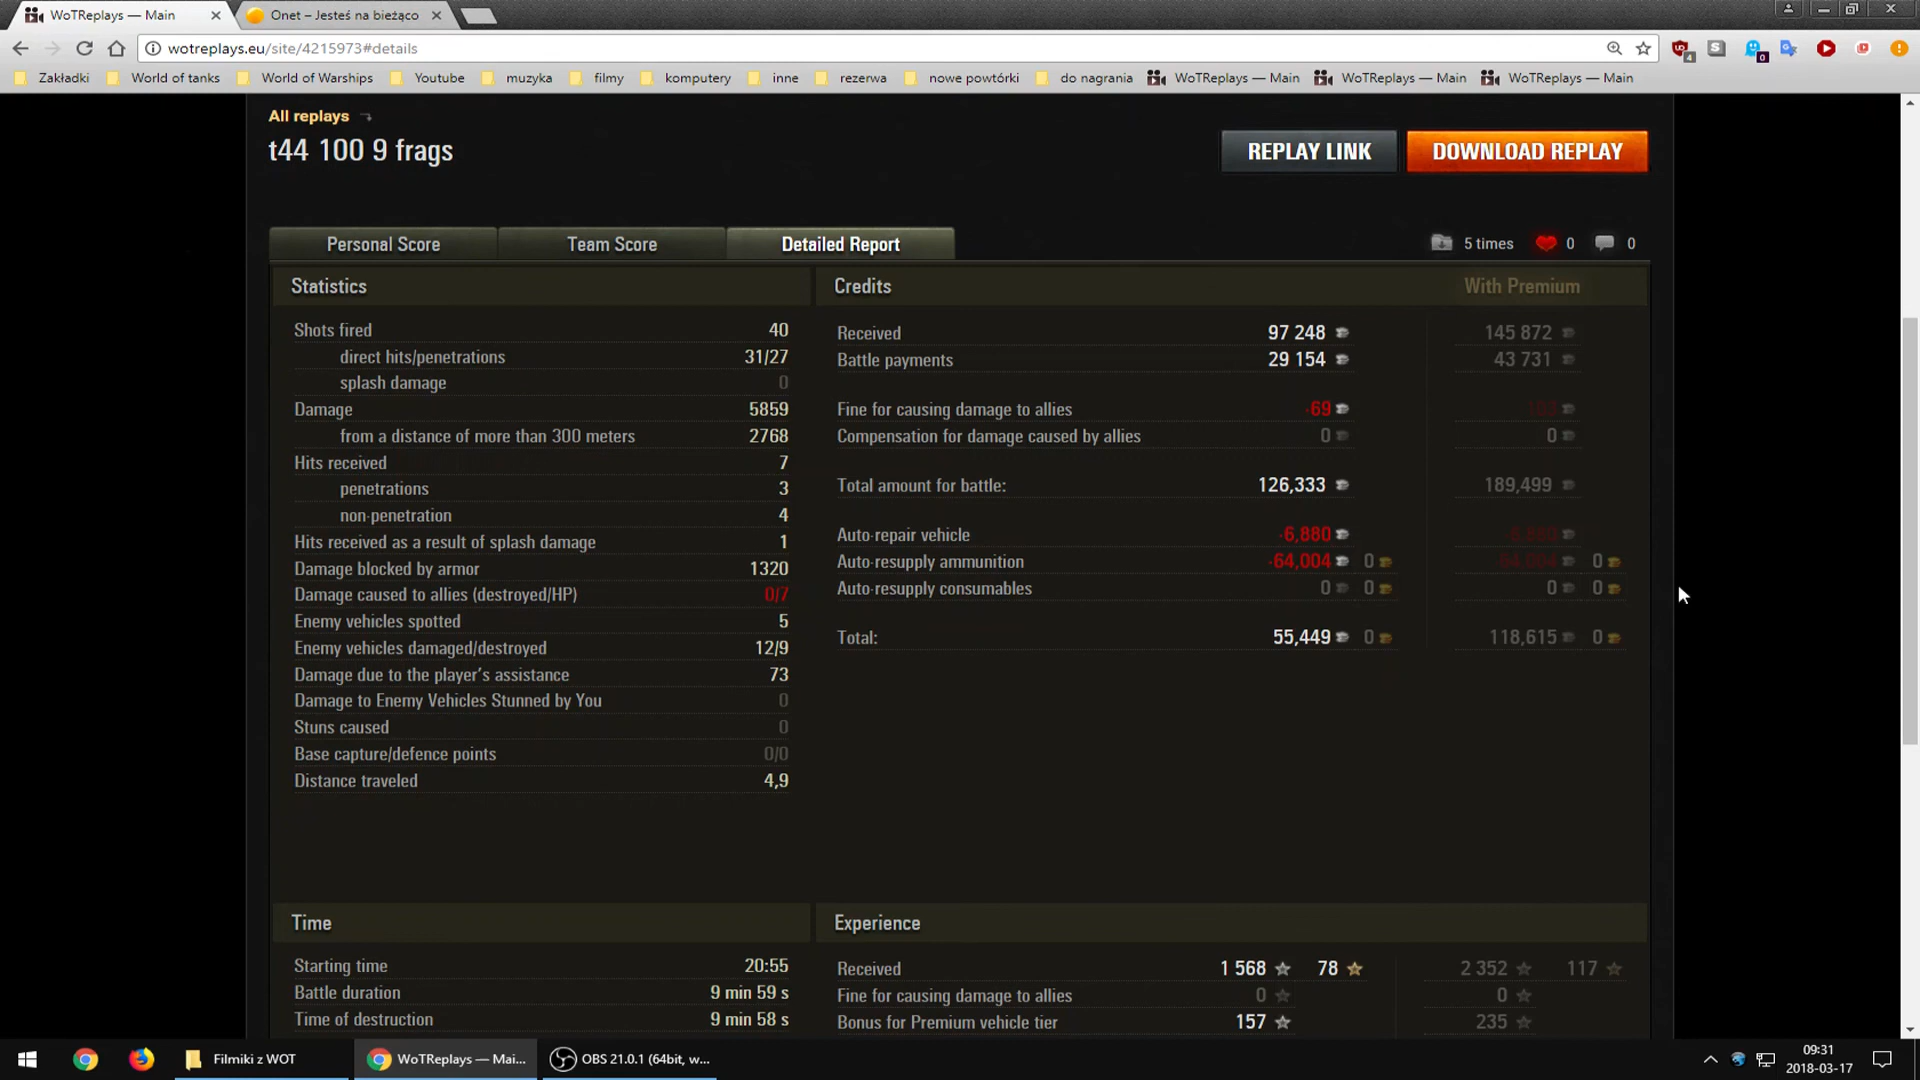 WoTReplays — Main
Onet – Jesteś na bieżąco
wotreplays.eu/site/4215973#details
Zakładki World of tanks World of Warships Youtube muzyka filmy komputery inne rezerwa nowe powtórki do nagrania WoTReplays — Main WoTReplays — Main WoTReplays — Main
All replays
t44 100 9 frags
REPLAY LINK DOWNLOAD REPLAY
Personal Score Team Score Detailed Report 5 times 0 0
Statistics
Shots fired 40
direct hits/penetrations 31/27
splash damage 0
Damage 5859
from a distance of more than 300 meters 2768
Hits received 7
penetrations 3
non-penetration 4
Hits received as a result of splash damage 1
Damage blocked by armor 1320
Damage caused to allies (destroyed/HP) 0/7
Enemy vehicles spotted 5
Enemy vehicles damaged/destroyed 12/9
Damage due to the player's assistance 73
Damage to Enemy Vehicles Stunned by You 0
Stuns caused 0
Base capture/defence points 0/0
Distance traveled 4,9
Credits With Premium
Received 97 248 145 872
Battle payments 29 154 43 731
Fine for causing damage to allies -69
Compensation for damage caused by allies 0 0
Total amount for battle: 126,333 189,499
Auto-repair vehicle -6,880 -6,880
Auto-resupply ammunition -64,004 0 -64,004 0
Auto-resupply consumables 0 0 0 0
Total: 55,449 0 118,615 0
Time
Starting time 20:55
Battle duration 9 min 59 s
Time of destruction 9 min 58 s
Experience
Received 1 568 78 2 352 117
Fine for causing damage to allies 0 0
Bonus for Premium vehicle tier 157 235
Filmiki z WOT WoTReplays — Mai... OBS 21.0.1 (64bit, w...
09:31
2018-03-17